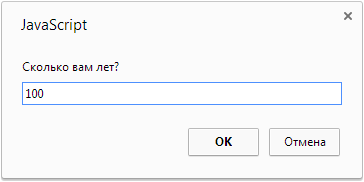 JavaScript
Сколько вам лет?
100
OK
Отмена